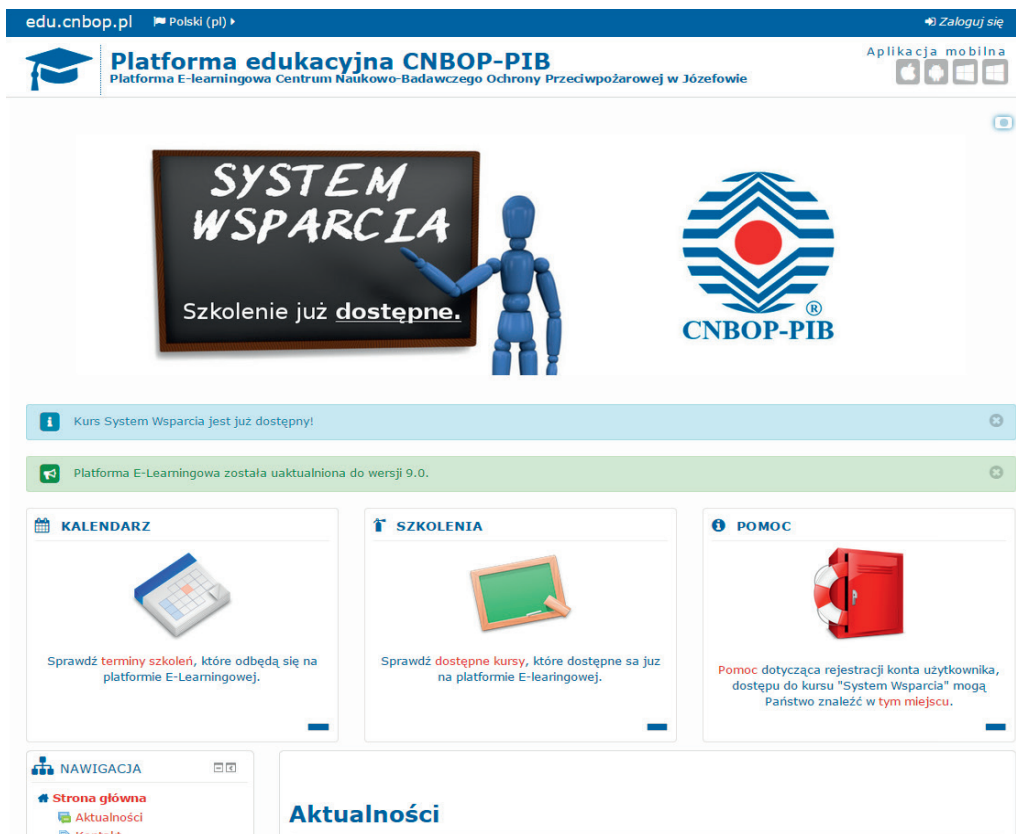 edu.cnbop.pl Polski (pl) Zaloguj się
Platforma edukacyjna CNBOP-PIB
Platforma E-learningowa Centrum Naukowo-Badawczego Ochrony Przeciwpożarowej w Józefowie
Aplikacja mobilna
SYSTEM
WSPARCIA
Szkolenie już dostępne.
®
CNBOP-PIB
Kurs System Wsparcia jest już dostępny!
Platforma E-Learningowa została uaktualniona do wersji 9.0.
KALENDARZ
Sprawdź terminy szkoleń, które odbędą się na
platformie E-Learningowej.
SZKOLENIA
Sprawdź dostępne kursy, które dostępne sa juz
na platformie E-learingowej.
POMOC
Pomoc dotycząca rejestracji konta użytkownika,
dostępu do kursu "System Wsparcia" mogą
Państwo znaleźć w tym miejscu.
NAWIGACJA
Strona główna
Aktualności
Kontakt
Aktualności